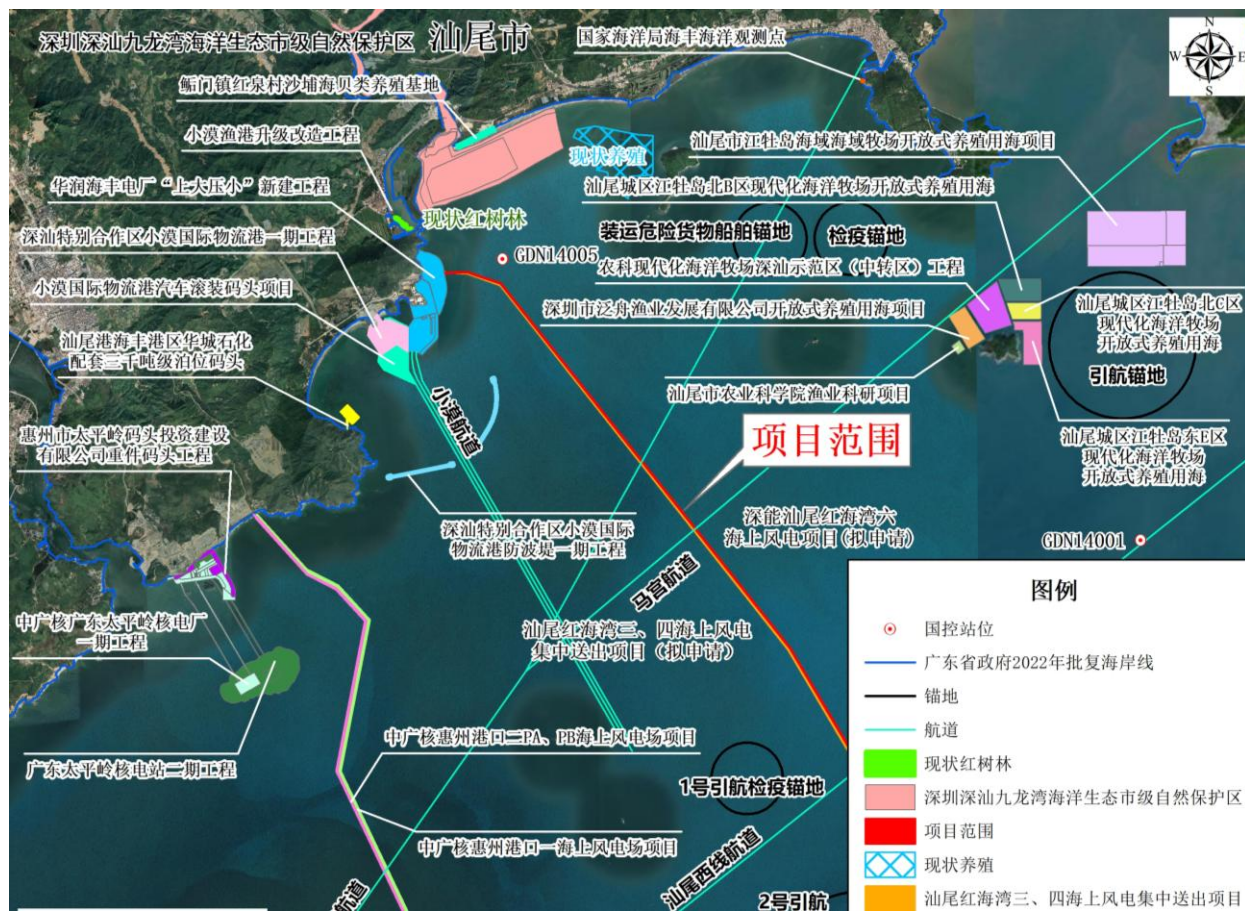 深圳深汕九龙湾海洋生态市级自然保护区
汕尾市
国家海洋局海丰海洋观测点
N
W
E
S
鲘门镇红泉村沙埔海贝类养殖基地
小漠渔港升级改造工程
现状养殖
汕尾市江牡岛海域海域牧场开放式养殖用海项目
华润海丰电厂“上大压小”新建工程
汕尾城区江牡岛北B区现代化海洋牧场开放式养殖用海
现状红树林
深圳特别合作区小漠国际物流港一期工程
装运危险货物船舶锚地
检疫锚地
GDN14005
农科现代化海洋牧场深汕示范区（中转区）工程
小漠国际物流港汽车滚装码头项目
深圳市泛舟渔业发展有限公司开放式养殖用海项目
汕尾城区江牡岛北C区
现代化海洋牧场
开放式养殖用海
汕尾港海丰港区华城石化
配套三千吨级泊位码头
引航锚地
小漠航道
汕尾市农业科学院渔业科研项目
项目范围
惠州市太平岭码头投资建设
有限公司重件码头工程
汕尾城区江牡岛东E区
现代化海洋牧场
开放式养殖用海
深汕特别合作区小漠国际
物流港防波堤一期工程
深能汕尾红海湾六
海上风电项目(拟申请)
GDN14001
马宫航道
中广核广东太平岭核电厂
一期工程
汕尾红海湾三、四海上风电
集中送出项目（拟申请）
中广核惠州港口二PA、PB海上风电场项目
广东太平岭核电站二期工程
1号引航检疫锚地
中广核惠州港口一海上风电场项目
汕尾西线航道
航道
2号引航
图例
国控站位
广东省政府2022年批复海岸线
锚地
航道
现状红树林
深圳深汕九龙湾海洋生态市级自然保护区
项目范围
现状养殖
汕尾红海湾三、四海上风电集中送出项目